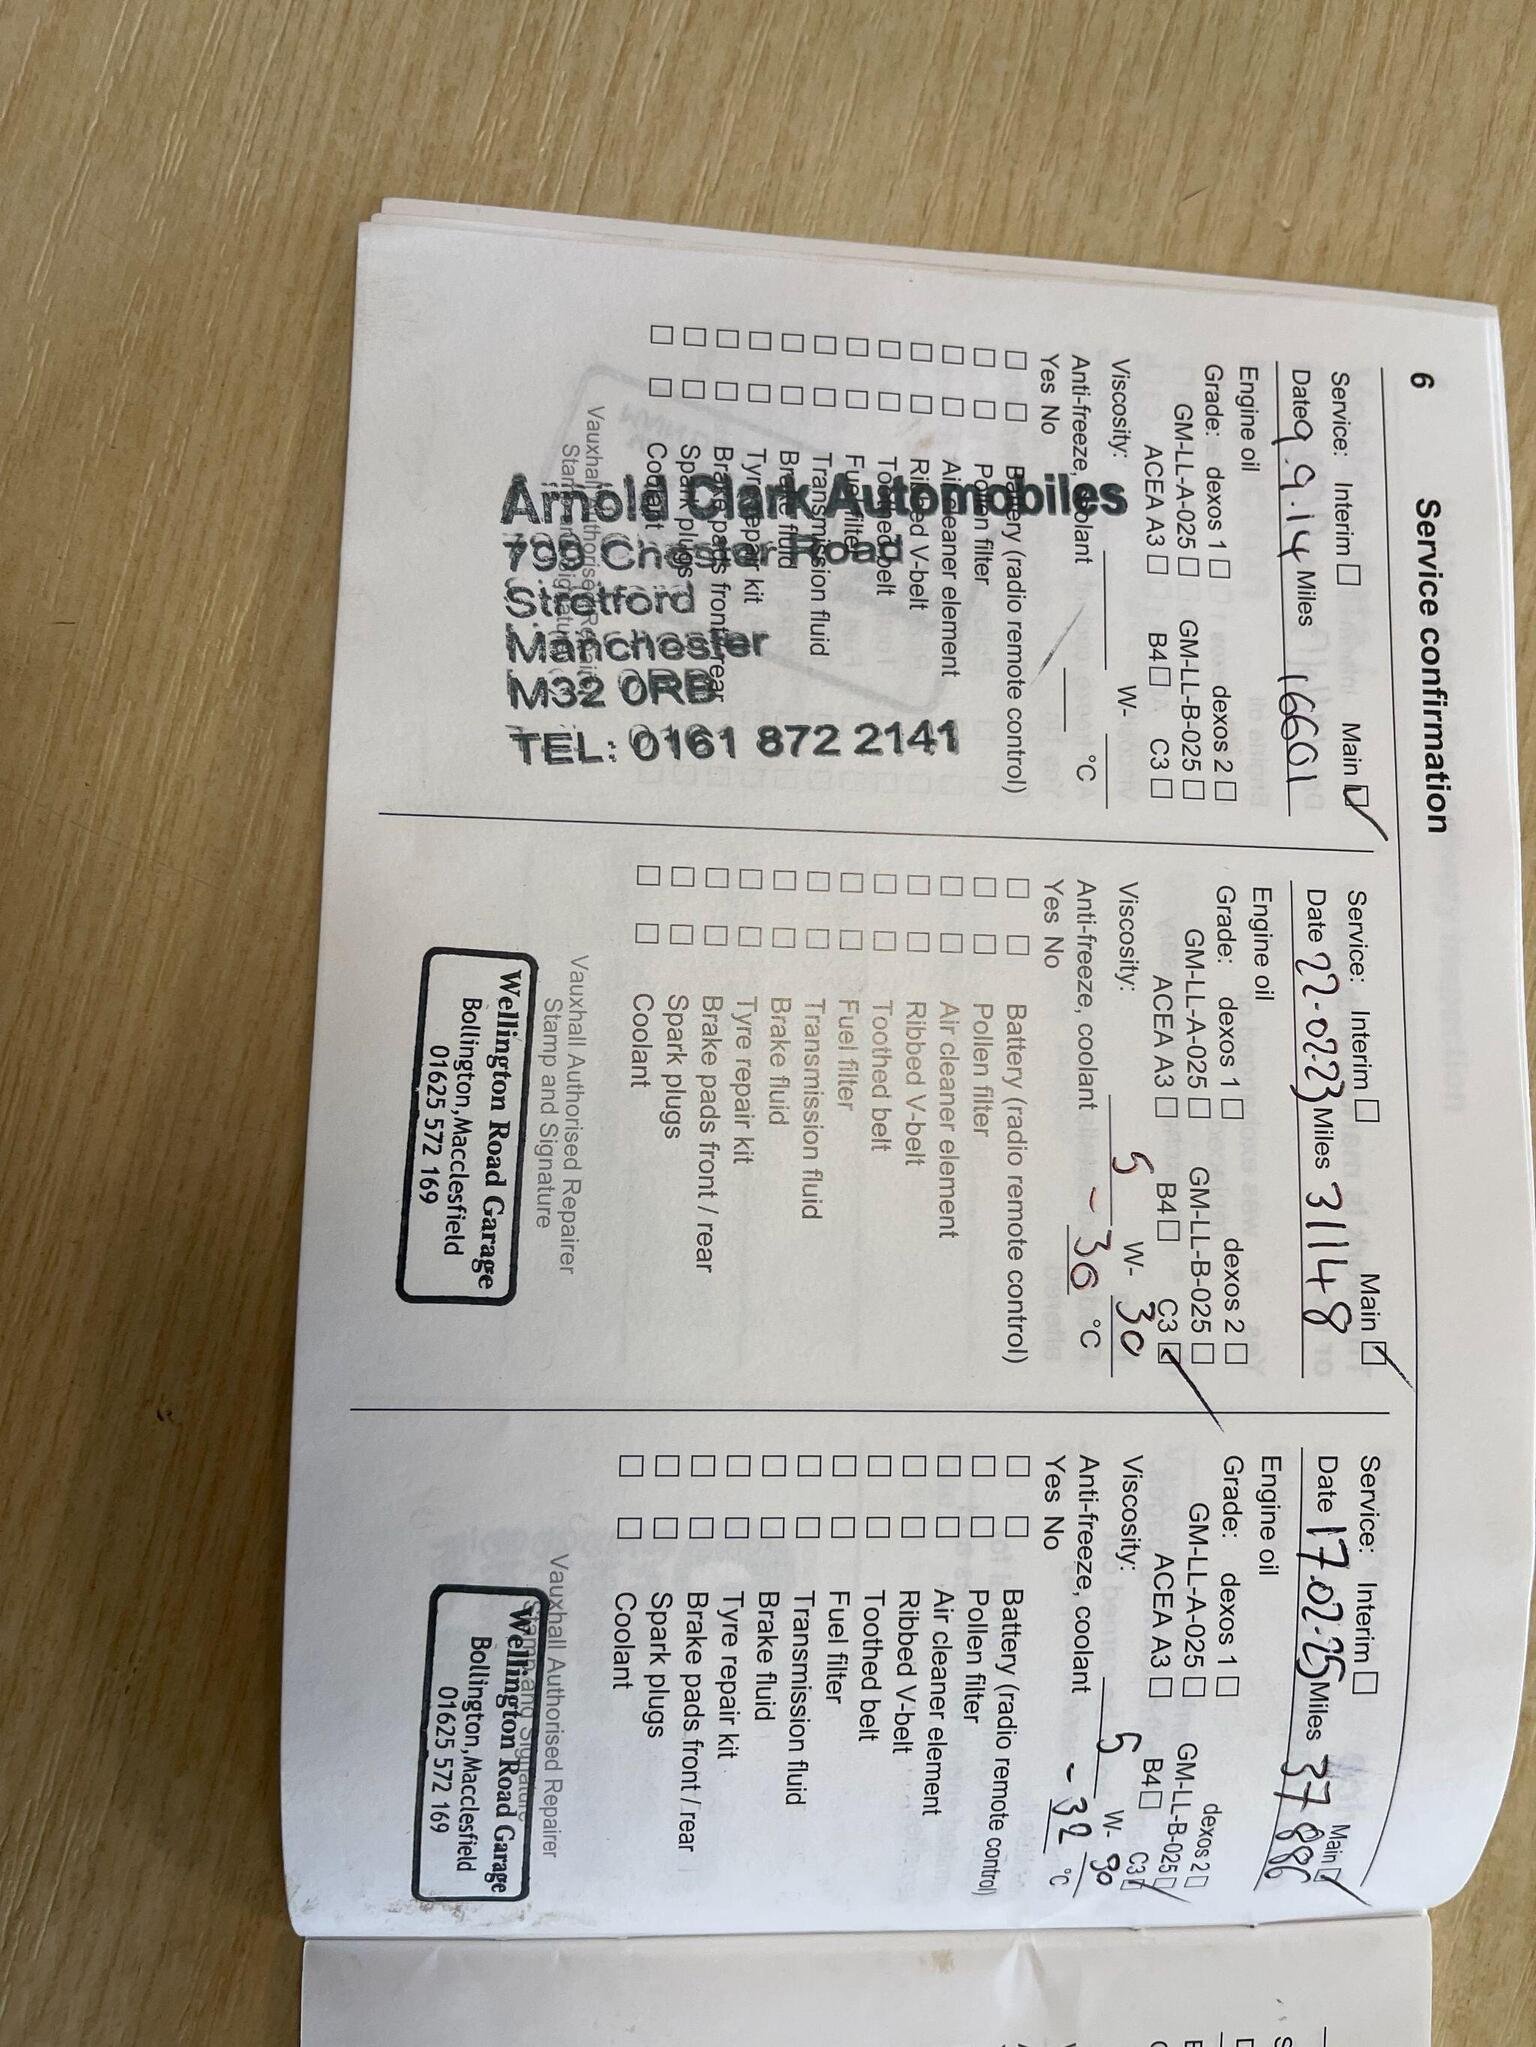 6 Service confirmation
Service: Interim ☐ Main ☑
Date 9.9.14 Miles 16601
Engine oil
Grade: dexos 1 ☐ dexos 2 ☐
GM-LL-A-025 ☐ GM-LL-B-025 ☐
ACEA A3 ☐ B4 ☐ C3 ☐
Viscosity: W-
Anti-freeze, coolant °C
Yes No
☐ ☐ Battery (radio remote control)
☐ ☐ Pollen filter
☐ ☐ Air cleaner element
☐ ☐ Ribbed V-belt
☐ ☐ Toothed belt
☐ ☐ Fuel filter
☐ ☐ Transmission fluid
☐ ☐ Brake fluid
☐ ☐ Tyre repair kit
☐ ☐ Brake pads front / rear
☐ ☐ Spark plugs
☐ ☐ Coolant
Vauxhall Authorised Repairer
Stamp and Signature
Arnold Clark Automobiles
799 Chester Road
Stretford
Manchester
M32 0RB
TEL: 0161 872 2141
Service: Interim ☐ Main ☑
Date 22-02-23 Miles 31148
Engine oil
Grade: dexos 1 ☐ dexos 2 ☐
GM-LL-A-025 ☐ GM-LL-B-025 ☐
ACEA A3 ☐ B4 ☐ C3 ☑
Viscosity: 5 W- 30
Anti-freeze, coolant -36 °C
Yes No
☐ ☐ Battery (radio remote control)
☐ ☐ Pollen filter
☐ ☐ Air cleaner element
☐ ☐ Ribbed V-belt
☐ ☐ Toothed belt
☐ ☐ Fuel filter
☐ ☐ Transmission fluid
☐ ☐ Brake fluid
☐ ☐ Tyre repair kit
☐ ☐ Brake pads front / rear
☐ ☐ Spark plugs
☐ ☐ Coolant
Vauxhall Authorised Repairer
Stamp and Signature
Wellington Road Garage
Bollington, Macclesfield
01625 572 169
Service: Interim ☐ Main ☑
Date 17.02.25 Miles 37886
Engine oil
Grade: dexos 1 ☐ dexos 2 ☐
GM-LL-A-025 ☐ GM-LL-B-025 ☐
ACEA A3 ☐ B4 ☐ C3 ☑
Viscosity: 5 W- 30
Anti-freeze, coolant -32 °C
Yes No
☐ ☐ Battery (radio remote control)
☐ ☐ Pollen filter
☐ ☐ Air cleaner element
☐ ☐ Ribbed V-belt
☐ ☐ Toothed belt
☐ ☐ Fuel filter
☐ ☐ Transmission fluid
☐ ☐ Brake fluid
☐ ☐ Tyre repair kit
☐ ☐ Brake pads front / rear
☐ ☐ Spark plugs
☐ ☐ Coolant
Vauxhall Authorised Repairer
Stamp and Signature
Wellington Road Garage
Bollington, Macclesfield
01625 572 169